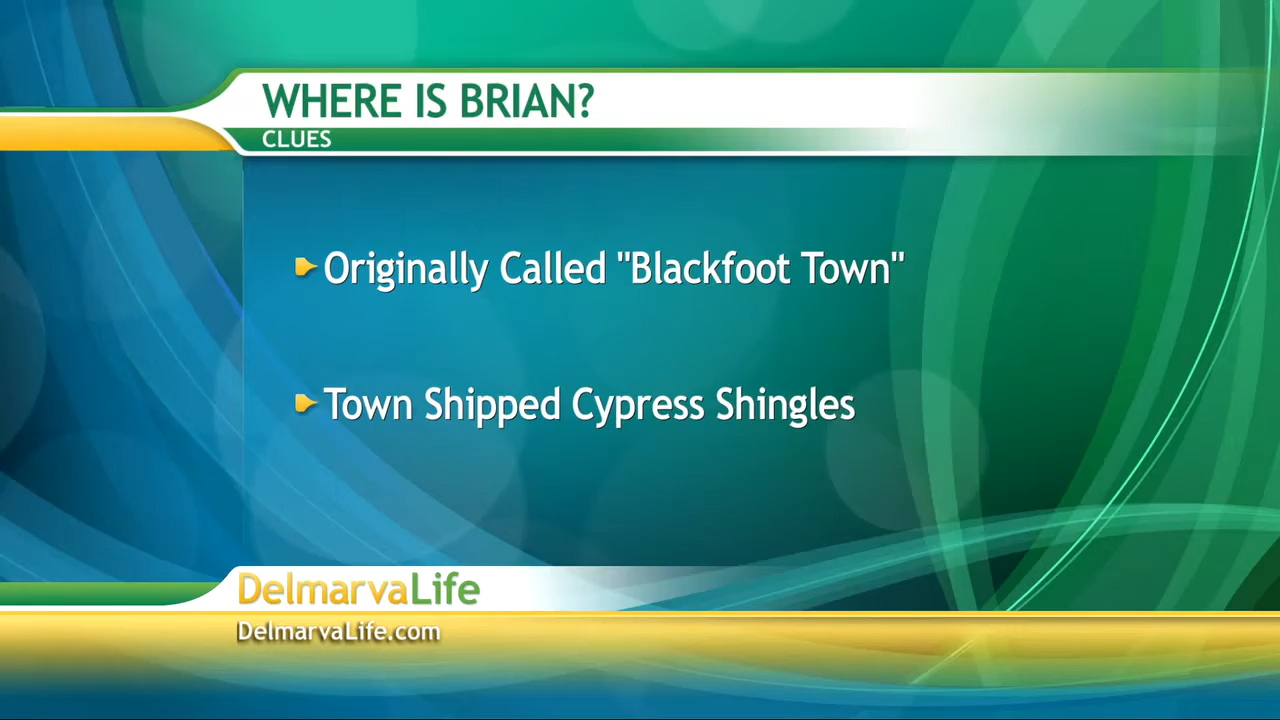 WHERE IS BRIAN?
CLUES
Originally Called "Blackfoot Town"
Town Shipped Cypress Shingles
DelmarvaLife
DelmarvaLife.com